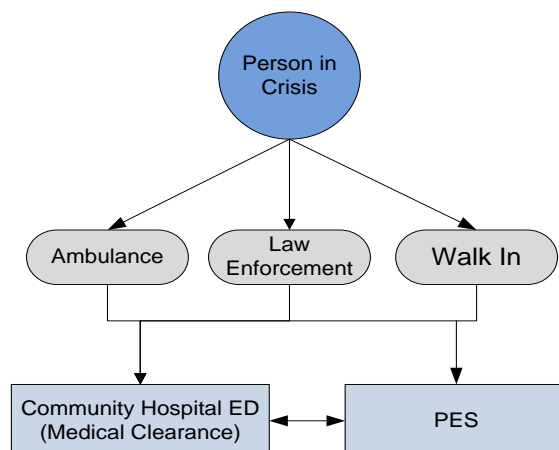 Person in
Crisis
Ambulance
Law
Enforcement
Walk In
Community Hospital ED
(Medical Clearance)
PES